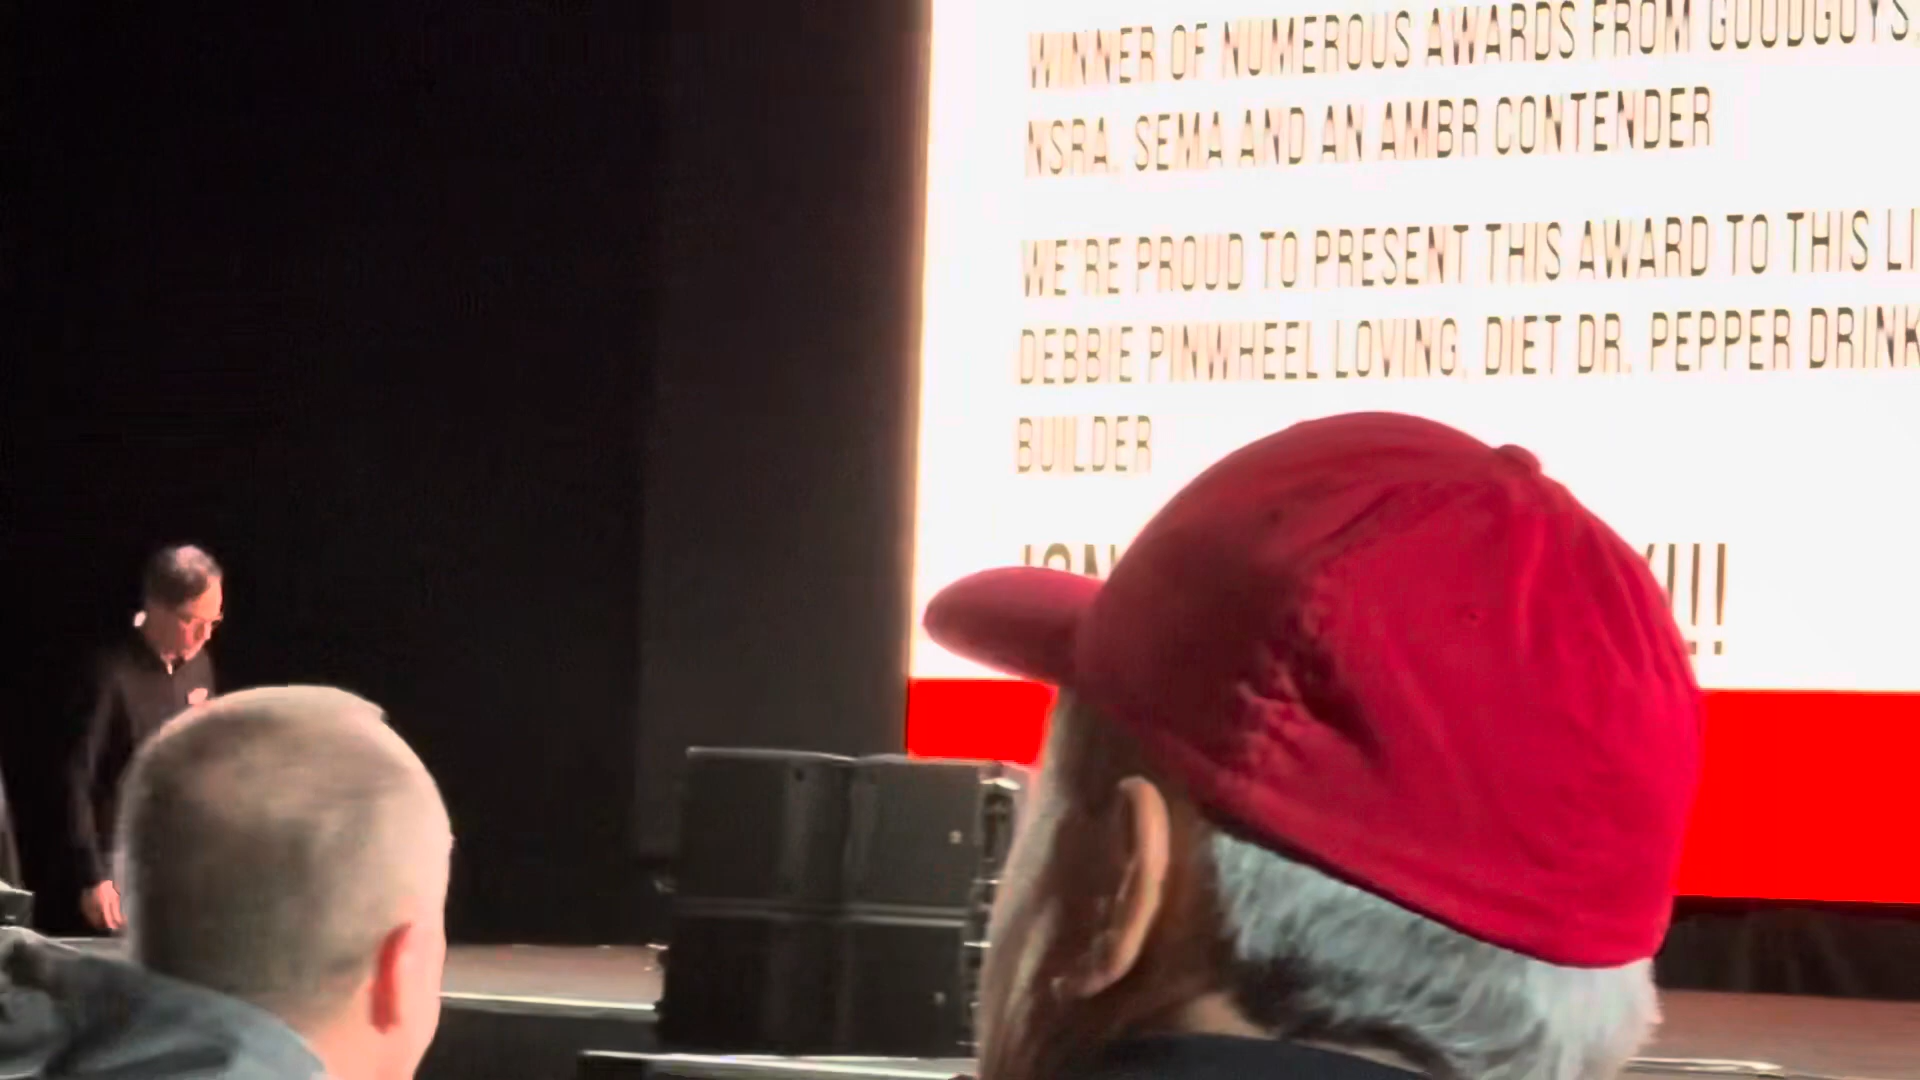 WINNER OF NUMEROUS AWARDS FROM GOODGUYS,
NSRA, SEMA AND AN AMBR CONTENDER
WE'RE PROUD TO PRESENT THIS AWARD TO THIS
DEBBIE PINWHEEL LOVING, DIET DR. PEPPER DRINK
BUILDER